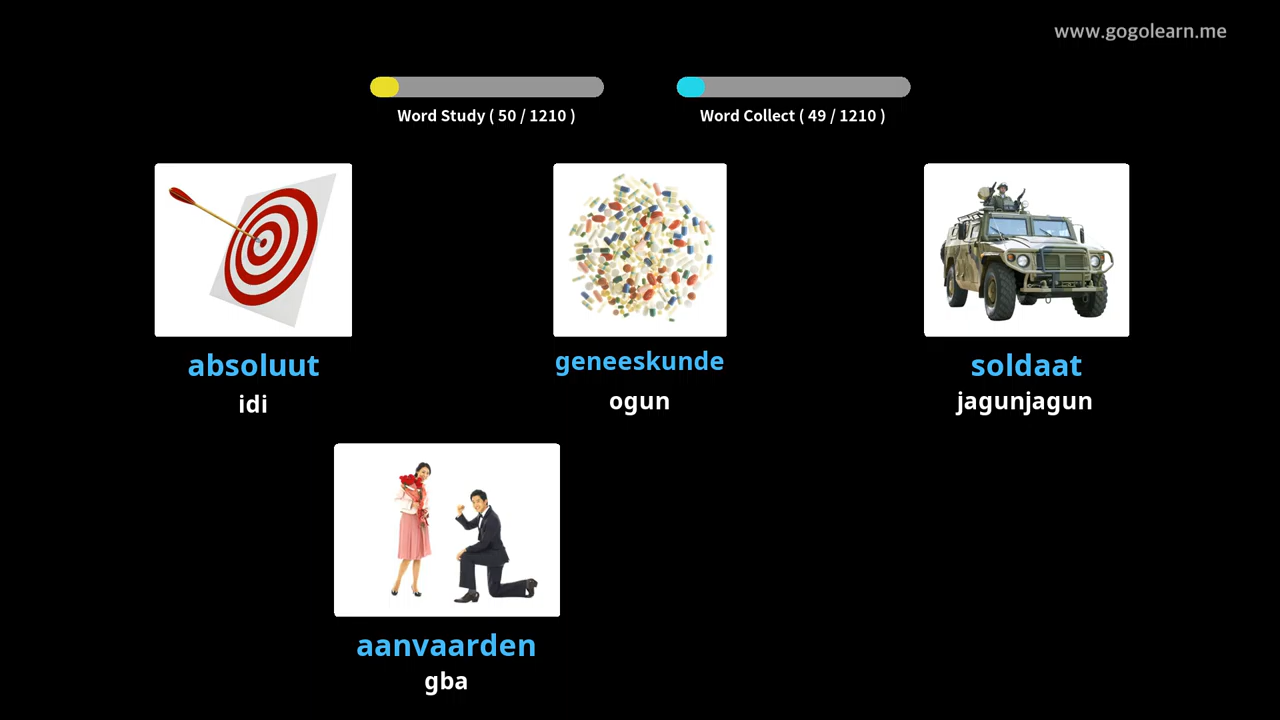 www.gogolearn.me
Word Study ( 50 / 1210 )
Word Collect ( 49 / 1210 )
absoluut
idi
geneeskunde
ogun
soldaat
jagunjagun
aanvaarden
gba